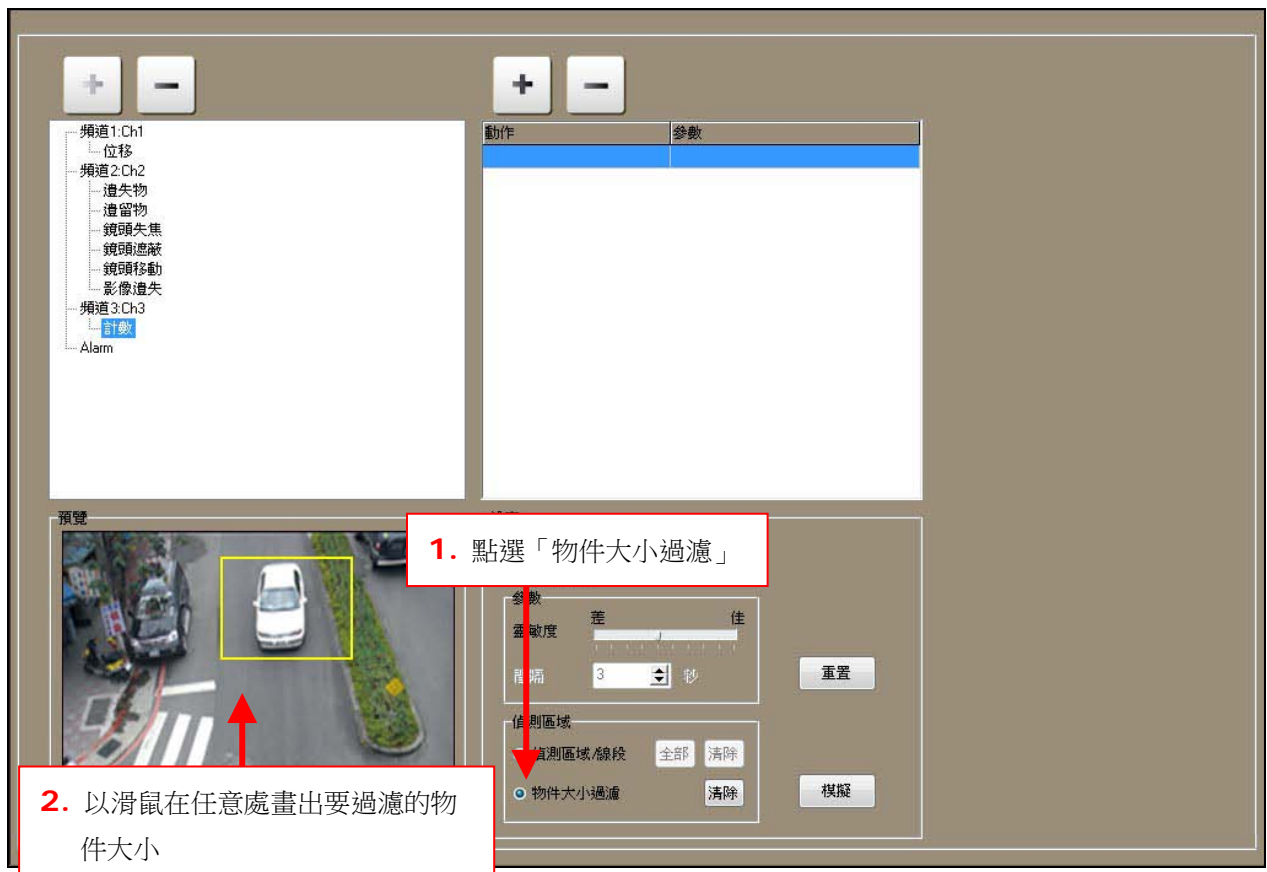 動作 參數
頻道1:Ch1
位移
頻道2:Ch2
遺失物
遺留物
鏡頭失焦
鏡頭遮蔽
鏡頭移動
影像遺失
頻道3:Ch3
計數
Alarm
預覽
1. 點選「物件大小過濾」
參數
差 佳
靈敏度
間隔 3 秒
重置
偵測區域
偵測區域/線段 全部 清除
物件大小過濾 清除
模擬
2. 以滑鼠在任意處畫出要過濾的物
件大小